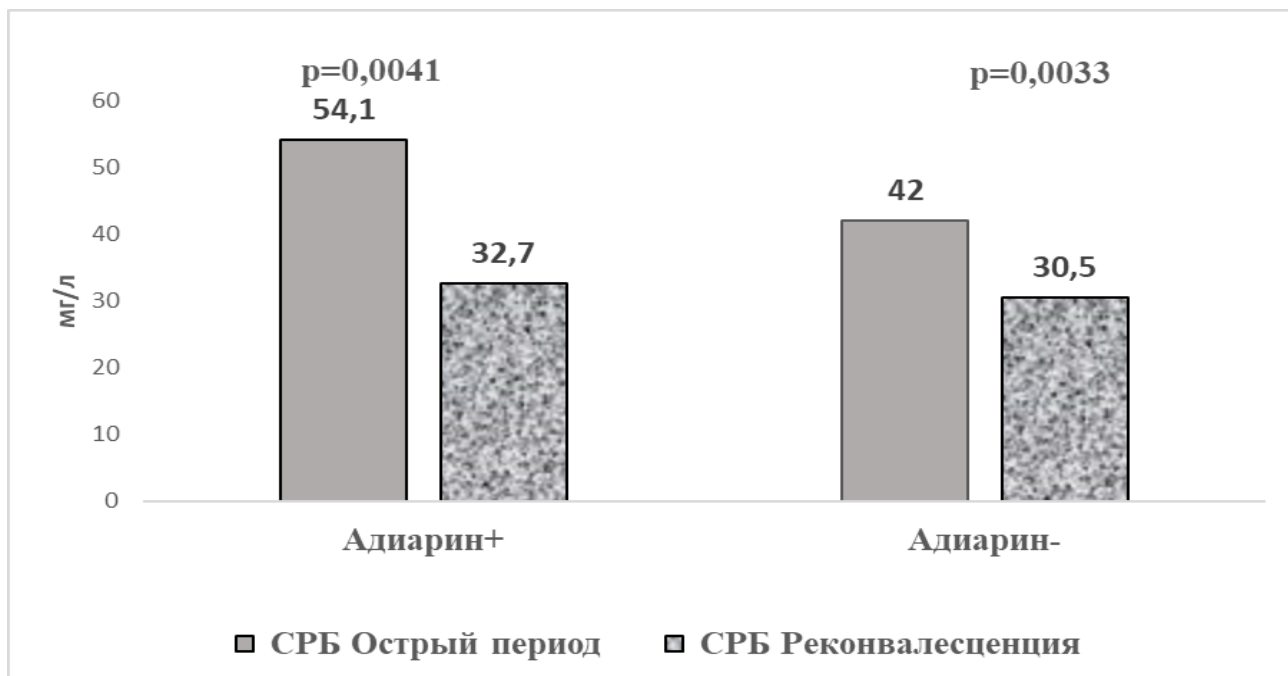 p=0,0041
p=0,0033
60
54,1
50
42
40
32,7
30,5
мг/л
30
20
10
0
Адиарин+
Адиарин-
СРБ Острый период
СРБ Реконвалесценция